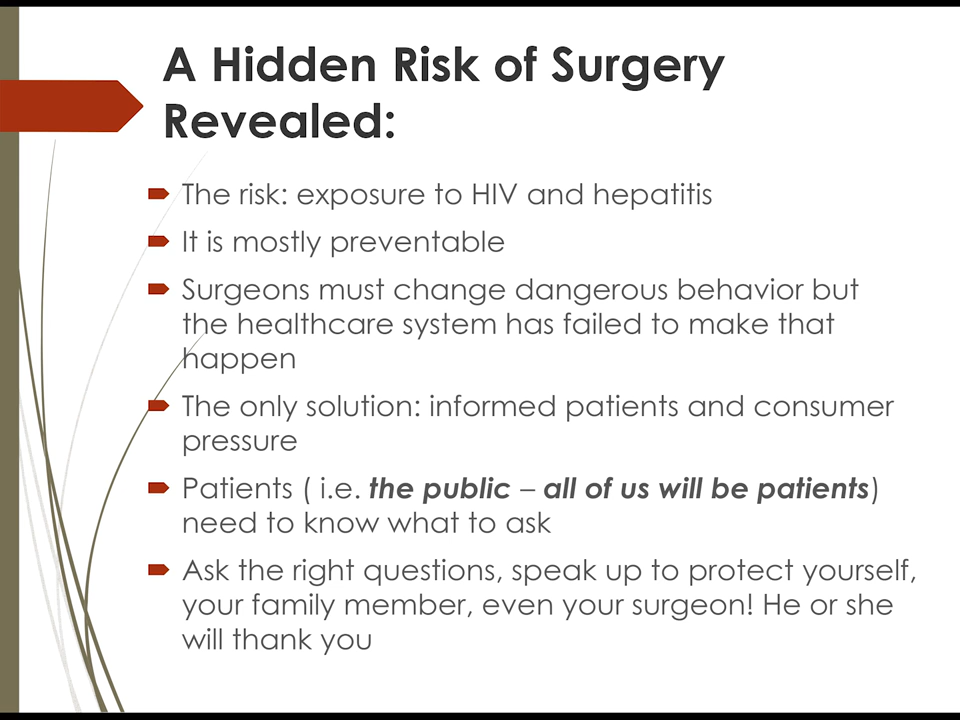 A Hidden Risk of Surgery
Revealed:
The risk: exposure to HIV and hepatitis
It is mostly preventable
Surgeons must change dangerous behavior but
the healthcare system has failed to make that
happen
The only solution: informed patients and consumer
pressure
Patients ( i.e. the public – all of us will be patients)
need to know what to ask
Ask the right questions, speak up to protect yourself,
your family member, even your surgeon! He or she
will thank you